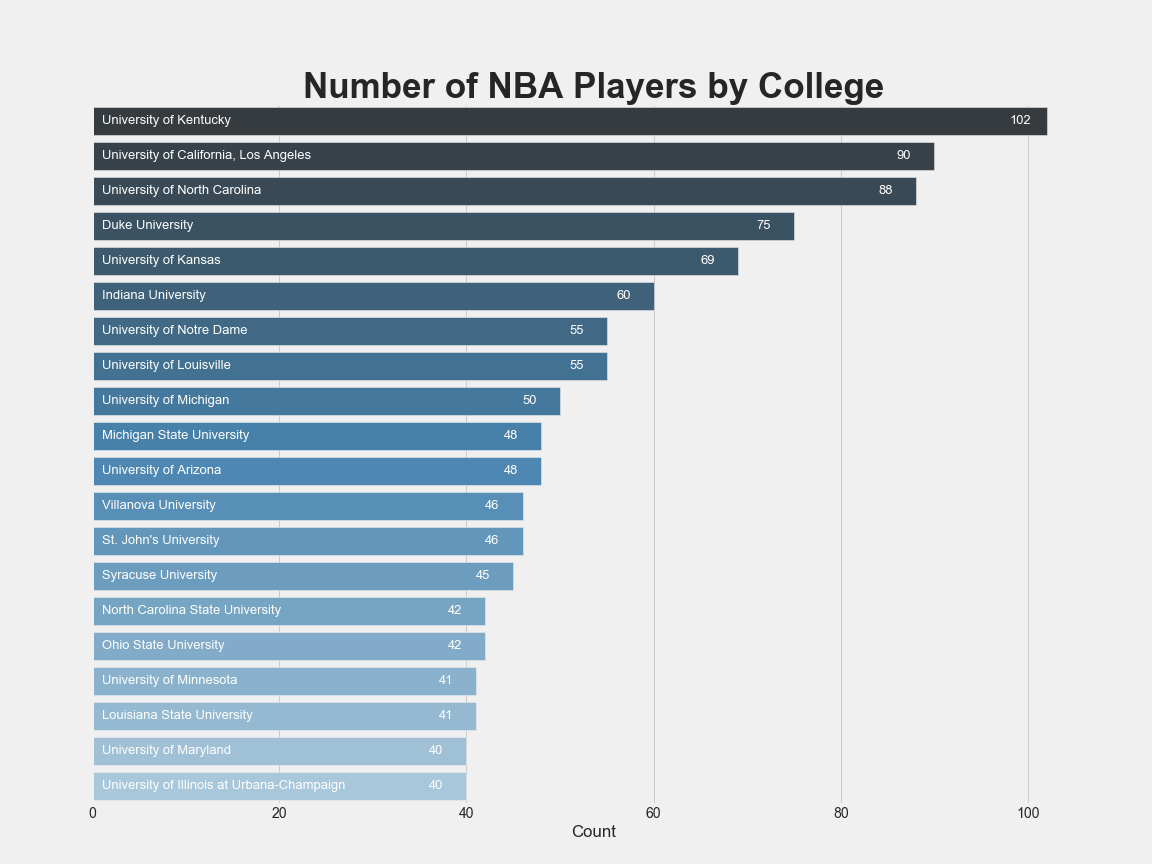 Number of NBA Players by College
University of Kentucky 102
University of California, Los Angeles 90
University of North Carolina 88
Duke University 75
University of Kansas 69
Indiana University 60
University of Notre Dame 55
University of Louisville 55
University of Michigan 50
Michigan State University 48
University of Arizona 48
Villanova University 46
St. John's University 46
Syracuse University 45
North Carolina State University 42
Ohio State University 42
University of Minnesota 41
Louisiana State University 41
University of Maryland 40
University of Illinois at Urbana-Champaign 40
0 20 40 60 80 100
Count